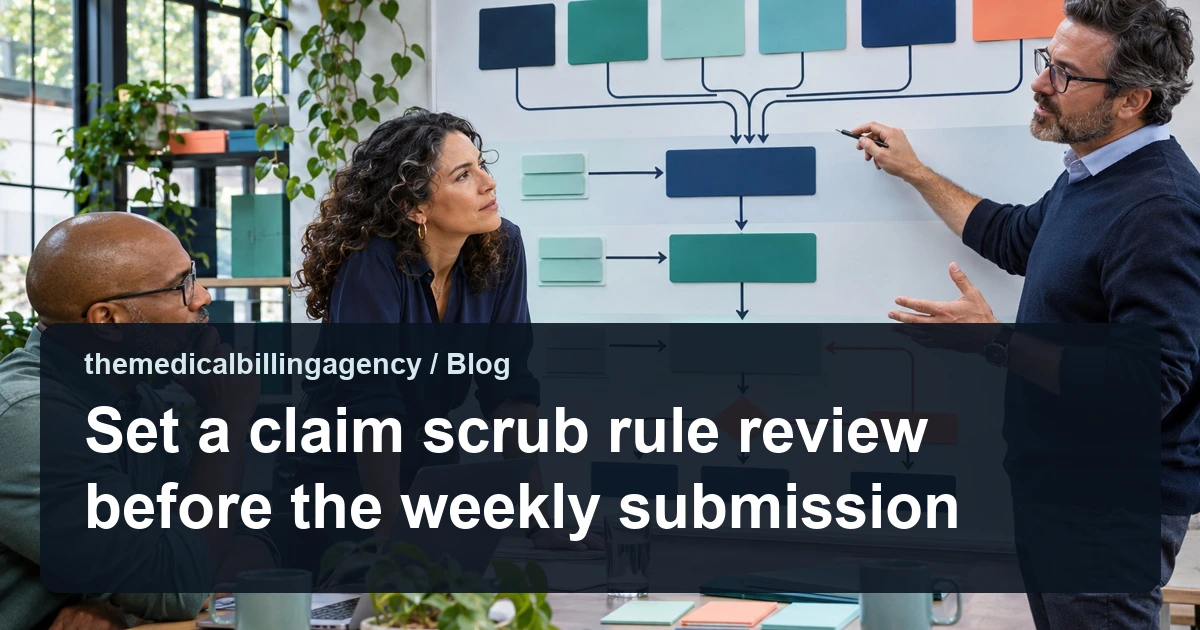 themedicalbillingagency / Blog
Set a claim scrub rule review
before the weekly submission